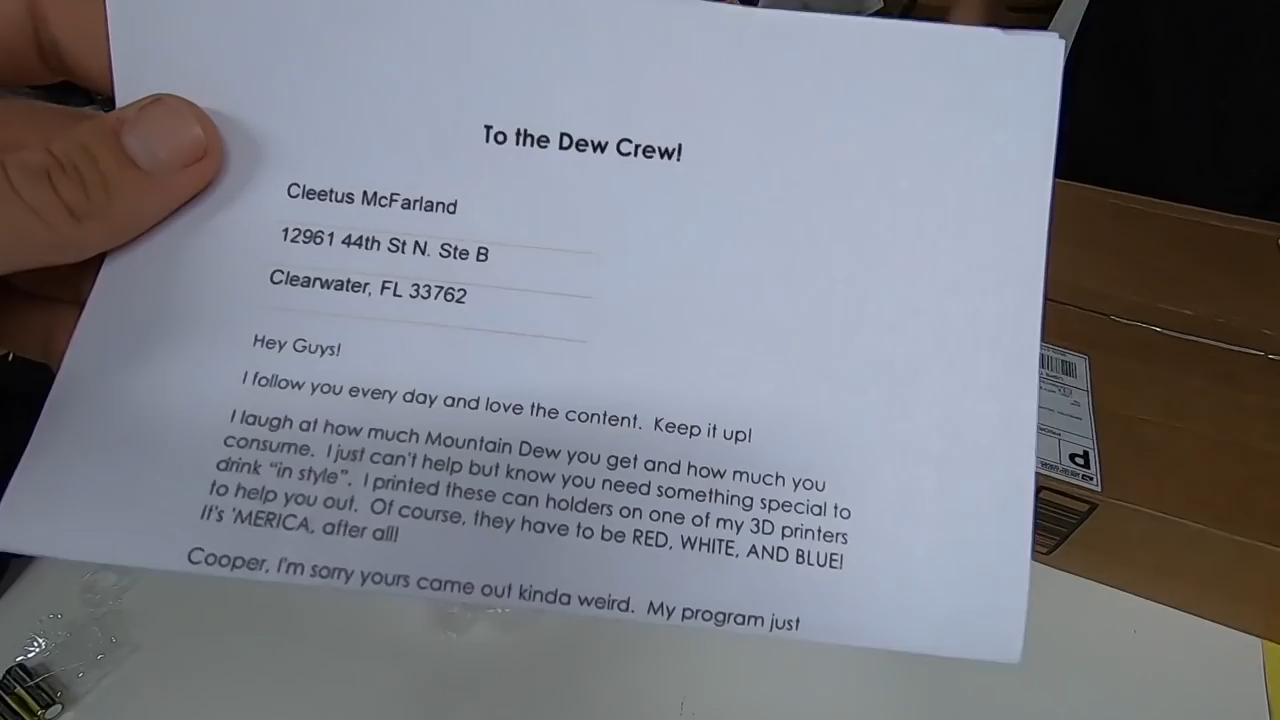 To the Dew Crew!
Cleetus McFarland
12961 44th St N. Ste B
Clearwater, FL 33762
Hey Guys!
I follow you every day and love the content. Keep it up!
I laugh at how much Mountain Dew you get and how much you
consume. I just can't help but know you need something special to
drink "in style". I printed these can holders on one of my 3D printers
to help you out. Of course, they have to be RED, WHITE, AND BLUE!
It's 'MERICA, after all!
Cooper, I'm sorry yours came out kinda weird. My program just
P